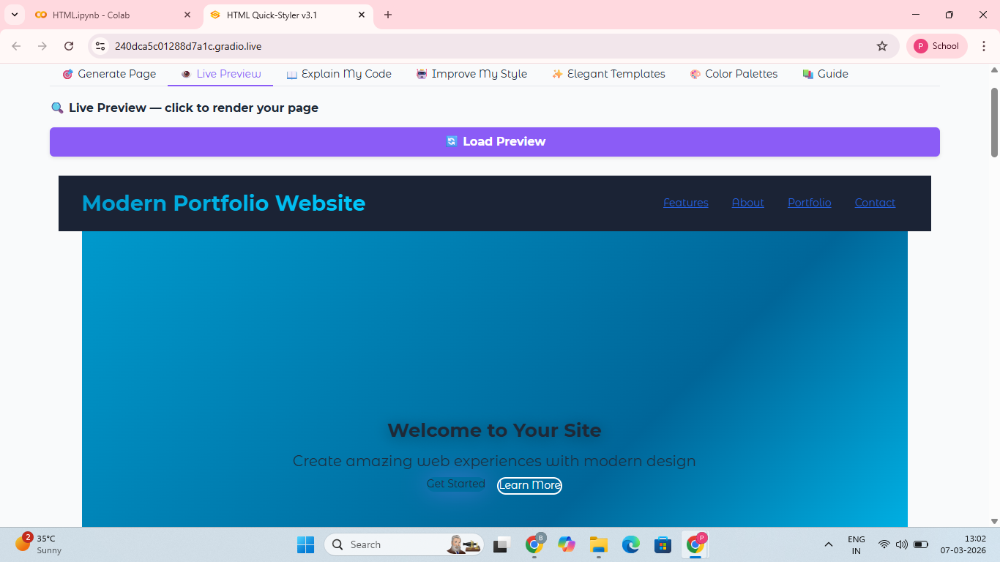 HTML.ipynb - Colab
HTML Quick-Styler v3.1
240dca5c01288d7a1c.gradio.live
P School
Generate Page Live Preview Explain My Code Improve My Style Elegant Templates Color Palettes Guide
Live Preview — click to render your page
Load Preview
Modern Portfolio Website
Features About Portfolio Contact
Welcome to Your Site
Create amazing web experiences with modern design
Get Started Learn More
2
35°C
Sunny
Search
B
P
ENG
IN
13:02
07-03-2026